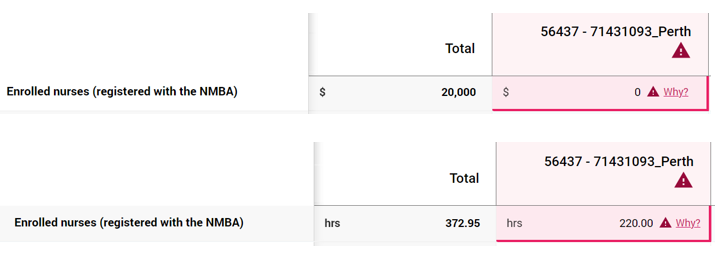 56437 - 71431093_Perth
Total
Enrolled nurses (registered with the NMBA) $ 20,000 $ 0 Why?
56437 - 71431093_Perth
Total
Enrolled nurses (registered with the NMBA) hrs 372.95 hrs 220.00 Why?